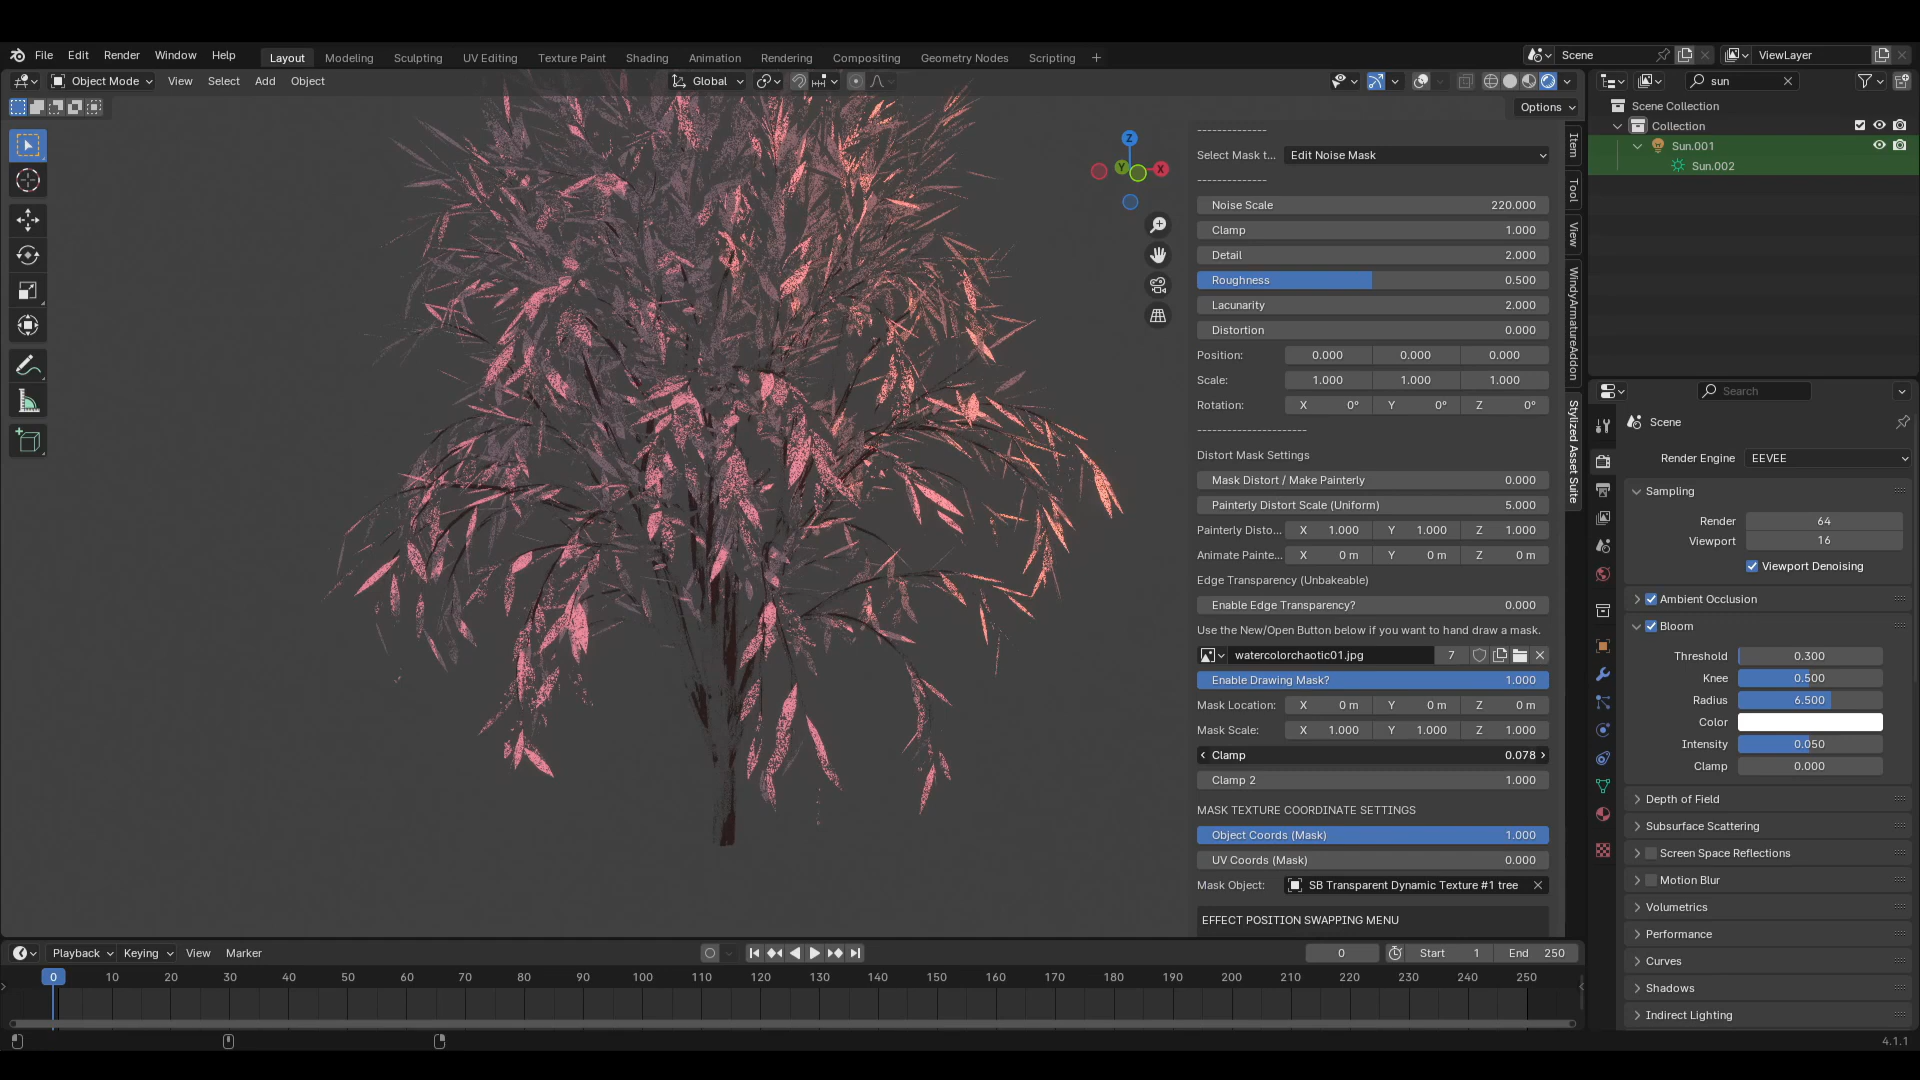 File Edit Render Window Help Layout Modeling Sculpting UV Editing Texture Paint Shading Animation Rendering Compositing Geometry Nodes Scripting + Scene ViewLayer
Object Mode View Select Add Object Global sun
Options
Scene Collection
Collection
Sun.001
Sun.002
Z
Y X
Item
Tool
View
WindyArmatureAddon
Stylized Asset Suite
--------------
Select Mask t... Edit Noise Mask
--------------
Noise Scale 220.000
Clamp 1.000
Detail 2.000
Roughness 0.500
Lacunarity 2.000
Distortion 0.000
Position: 0.000 0.000 0.000
Scale: 1.000 1.000 1.000
Rotation: X 0° Y 0° Z 0°
----------------------
Distort Mask Settings
Mask Distort / Make Painterly 0.000
Painterly Distort Scale (Uniform) 5.000
Painterly Disto... X 1.000 Y 1.000 Z 1.000
Animate Painte... X 0 m Y 0 m Z 0 m
Edge Transparency (Unbakeable)
Enable Edge Transparency? 0.000
Use the New/Open Button below if you want to hand draw a mask.
watercolorchaotic01.jpg 7
Enable Drawing Mask? 1.000
Mask Location: X 0 m Y 0 m Z 0 m
Mask Scale: X 1.000 Y 1.000 Z 1.000
Clamp 0.078
Clamp 2 1.000
MASK TEXTURE COORDINATE SETTINGS
Object Coords (Mask) 1.000
UV Coords (Mask) 0.000
Mask Object: SB Transparent Dynamic Texture #1 tree
EFFECT POSITION SWAPPING MENU
Search
Scene
Render Engine EEVEE
Sampling
Render 64
Viewport 16
Viewport Denoising
Ambient Occlusion
Bloom
Threshold 0.300
Knee 0.500
Radius 6.500
Color
Intensity 0.050
Clamp 0.000
Depth of Field
Subsurface Scattering
Screen Space Reflections
Motion Blur
Volumetrics
Performance
Curves
Shadows
Indirect Lighting
Playback Keying View Marker 0 Start 1 End 250
0 10 20 30 40 50 60 70 80 90 100 110 120 130 140 150 160 170 180 190 200 210 220 230 240 250
4.1.1